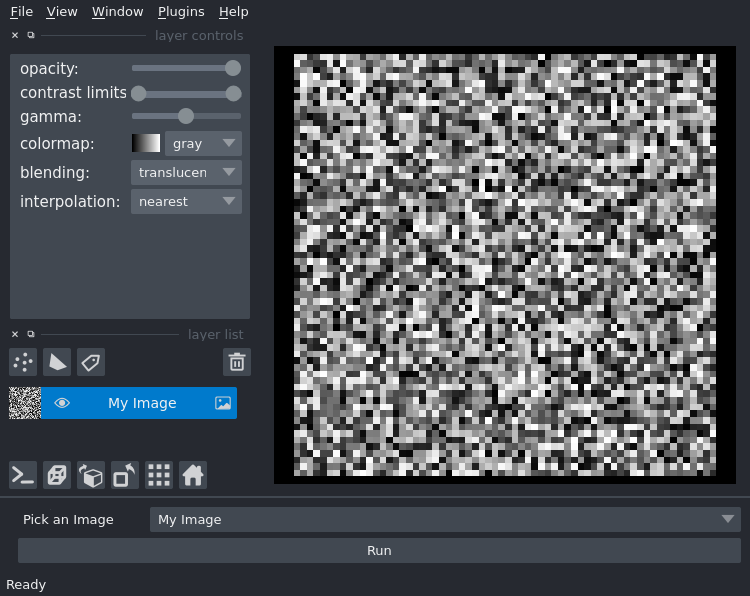 File View Window Plugins Help
layer controls
opacity:
contrast limits
gamma:
colormap: gray
blending: translucen
interpolation: nearest
layer list
My Image
Pick an Image My Image
Run
Ready